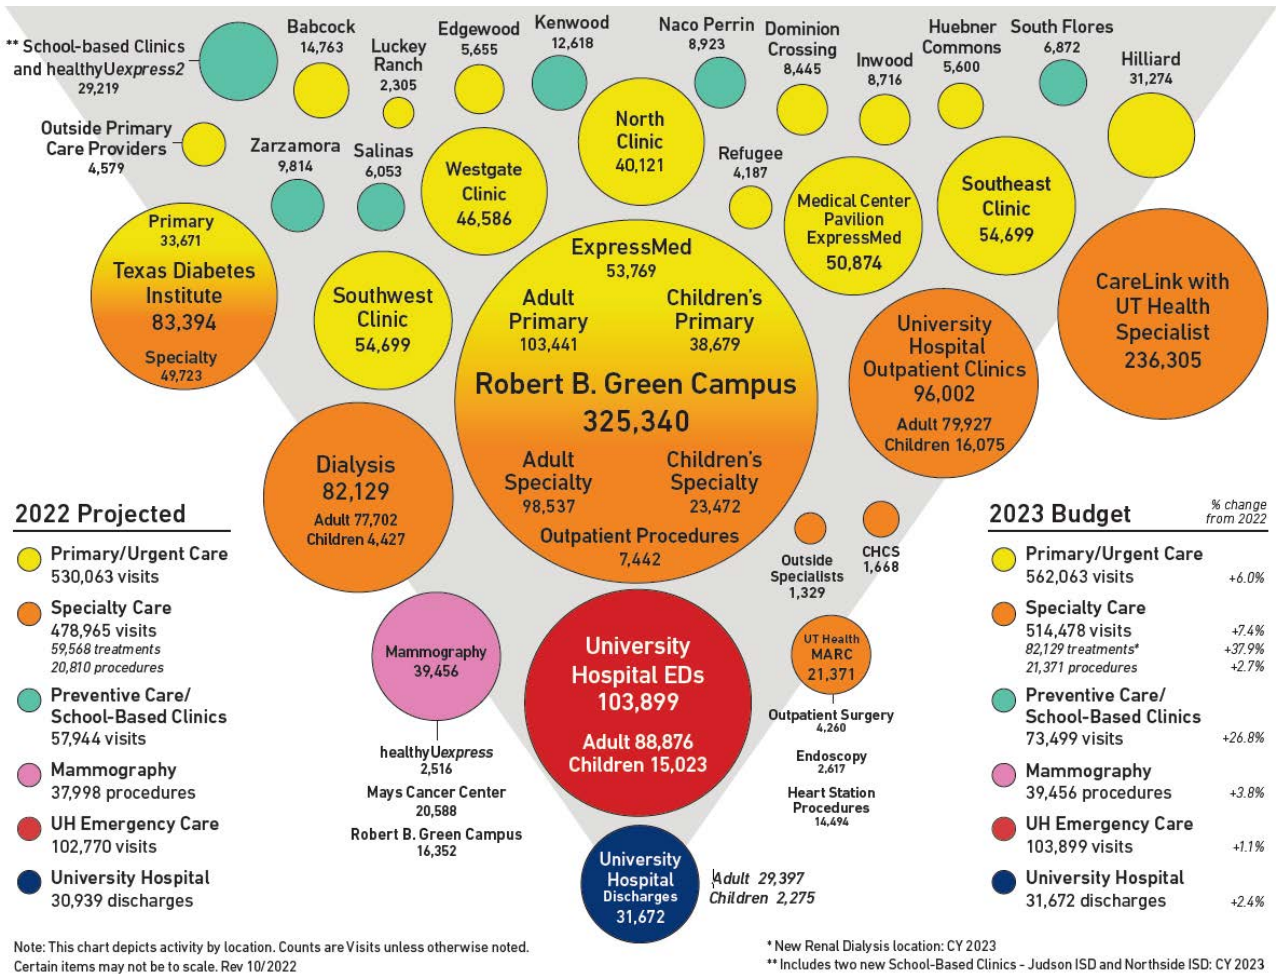 ** School-based Clinics
and healthyUexpress2
29,219
Babcock
14,763
Luckey
Ranch
2,305
Edgewood
5,655
Kenwood
12,618
Naco Perrin
8,923
Dominion
Crossing
8,445
Inwood
8,716
Huebner
Commons
5,600
South Flores
6,872
Hilliard
31,274
Outside Primary
Care Providers
4,579
Zarzamora
9,814
Salinas
6,053
Westgate
Clinic
46,586
North
Clinic
40,121
Refugee
4,187
Medical Center
Pavilion
ExpressMed
50,874
Southeast
Clinic
54,699
Primary
33,671
Texas Diabetes
Institute
83,394
Specialty
49,723
Southwest
Clinic
54,699
ExpressMed
53,769
Adult
Primary
103,441
Children's
Primary
38,679
Robert B. Green Campus
325,340
Adult
Specialty
98,537
Children's
Specialty
23,472
Outpatient Procedures
7,442
University
Hospital
Outpatient Clinics
96,002
Adult 79,927
Children 16,075
CareLink with
UT Health
Specialist
236,305
Dialysis
82,129
Adult 77,702
Children 4,427
Outside
Specialists
1,329
CHCS
1,668
Mammography
39,456
healthyUexpress
2,516
Mays Cancer Center
20,588
Robert B. Green Campus
16,352
University
Hospital EDs
103,899
Adult 88,876
Children 15,023
UT Health
MARC
21,371
Outpatient Surgery
4,260
Endoscopy
2,617
Heart Station
Procedures
14,494
University
Hospital
Discharges
31,672
Adult 29,397
Children 2,275
2022 Projected
Primary/Urgent Care
530,063 visits
Specialty Care
478,965 visits
59,568 treatments
20,810 procedures
Preventive Care/
School-Based Clinics
57,944 visits
Mammography
37,998 procedures
UH Emergency Care
102,770 visits
University Hospital
30,939 discharges
2023 Budget
% change
from 2022
Primary/Urgent Care
562,063 visits +6.0%
Specialty Care
514,478 visits +7.4%
82,129 treatments* +37.9%
21,371 procedures +2.7%
Preventive Care/
School-Based Clinics
73,499 visits +26.8%
Mammography
39,456 procedures +3.8%
UH Emergency Care
103,899 visits +1.1%
University Hospital
31,672 discharges +2.4%
Note: This chart depicts activity by location. Counts are Visits unless otherwise noted.
Certain items may not be to scale. Rev 10/2022
* New Renal Dialysis location: CY 2023
** Includes two new School-Based Clinics - Judson ISD and Northside ISD: CY 2023